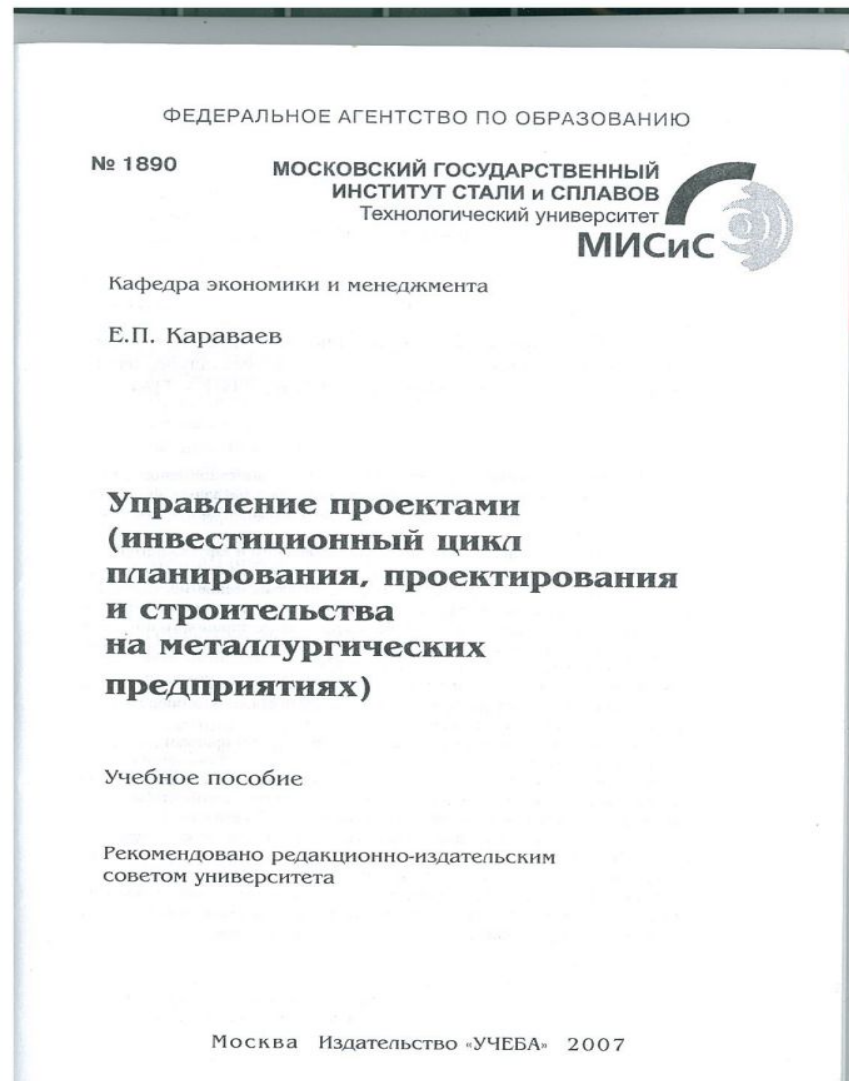 ФЕДЕРАЛЬНОЕ АГЕНТСТВО ПО ОБРАЗОВАНИЮ
№ 1890
МОСКОВСКИЙ ГОСУДАРСТВЕННЫЙ
ИНСТИТУТ СТАЛИ и СПЛАВОВ
Технологический университет
МИСиС
Кафедра экономики и менеджмента
Е.П. Караваев
Управление проектами
(инвестиционный цикл
планирования, проектирования
и строительства
на металлургических
предприятиях)
Учебное пособие
Рекомендовано редакционно-издательским
советом университета
Москва Издательство «УЧЕБА» 2007